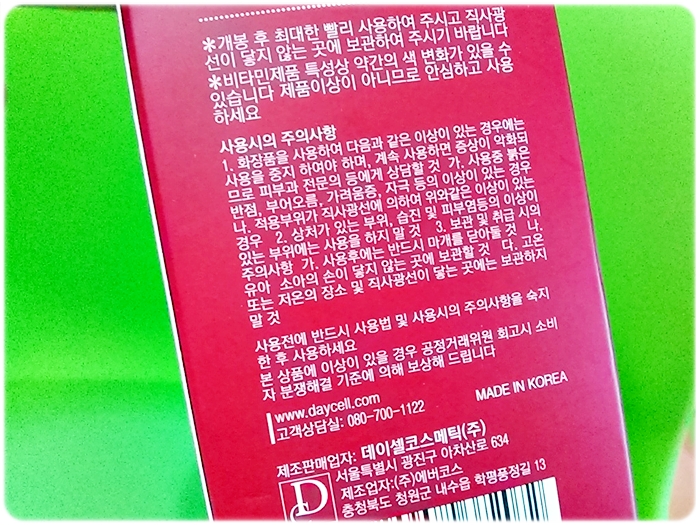 *개봉 후 최대한 빨리 사용하여 주시고 직사광
선이 닿지 않는 곳에 보관하여 주시기 바랍니다
*비타민제품 특성상 약간의 색 변화가 있을 수
있습니다 제품이상이 아니므로 안심하고 사용
하세요
사용시의 주의사항
1. 화장품을 사용하여 다음과 같은 이상이 있는 경우에는
사용을 중지 하여야 하며, 계속 사용하면 증상이 악화되
므로 피부과 전문의 등에게 상담할 것 가. 사용중 붉은
반점, 부어오름, 가려움증, 자극 등의 이상이 있는 경우
나. 적용부위가 직사광선에 의하여 위와같은 이상이 있는
경우 2. 상처가 있는 부위, 습진 및 피부염등의 이상이
있는 부위에는 사용을 하지 말 것 3. 보관 및 취급 시의
주의사항 가. 사용후에는 반드시 마개를 닫아둘것 나.
유아 소아의 손이 닿지 않는 곳에 보관할 것 다. 고온
또는 저온의 장소 및 직사광선이 닿는 곳에는 보관하지
말 것
사용전에 반드시 사용법 및 사용시의 주의사항을 숙지
한 후 사용하세요
본 상품에 이상이 있을 경우 공정거래위원 회고시 소비
자 분쟁해결 기준에 의해 보상해 드립니다
www.daycell.com
고객상담실: 080-700-1122
MADE IN KOREA
제조판매업자: 데이셀코스메틱(주)
서울특별시 광진구 아차산로 634
제조업자:(주)에버코스
충청북도 청원군 내수읍 학평풍정길 13